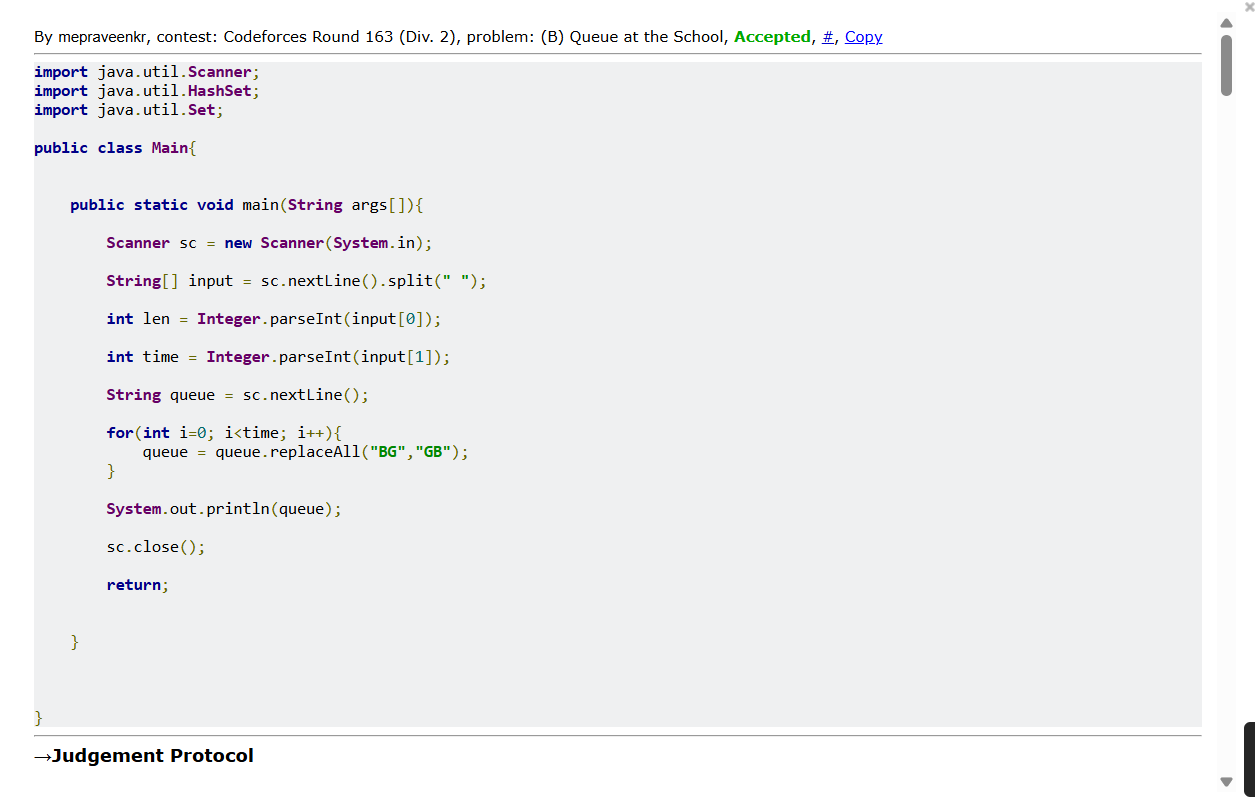 By mepraveenkr, contest: Codeforces Round 163 (Div. 2), problem: (B) Queue at the School, Accepted, #, Copy
import java.util.Scanner;
import java.util.HashSet;
import java.util.Set;
public class Main{
    public static void main(String args[]){
        Scanner sc = new Scanner(System.in);
        String[] input = sc.nextLine().split(" ");
        int len = Integer.parseInt(input[0]);
        int time = Integer.parseInt(input[1]);
        String queue = sc.nextLine();
        for(int i=0; i<time; i++){
            queue = queue.replaceAll("BG","GB");
        }
        System.out.println(queue);
        sc.close();
        return;
    }
}
→Judgement Protocol